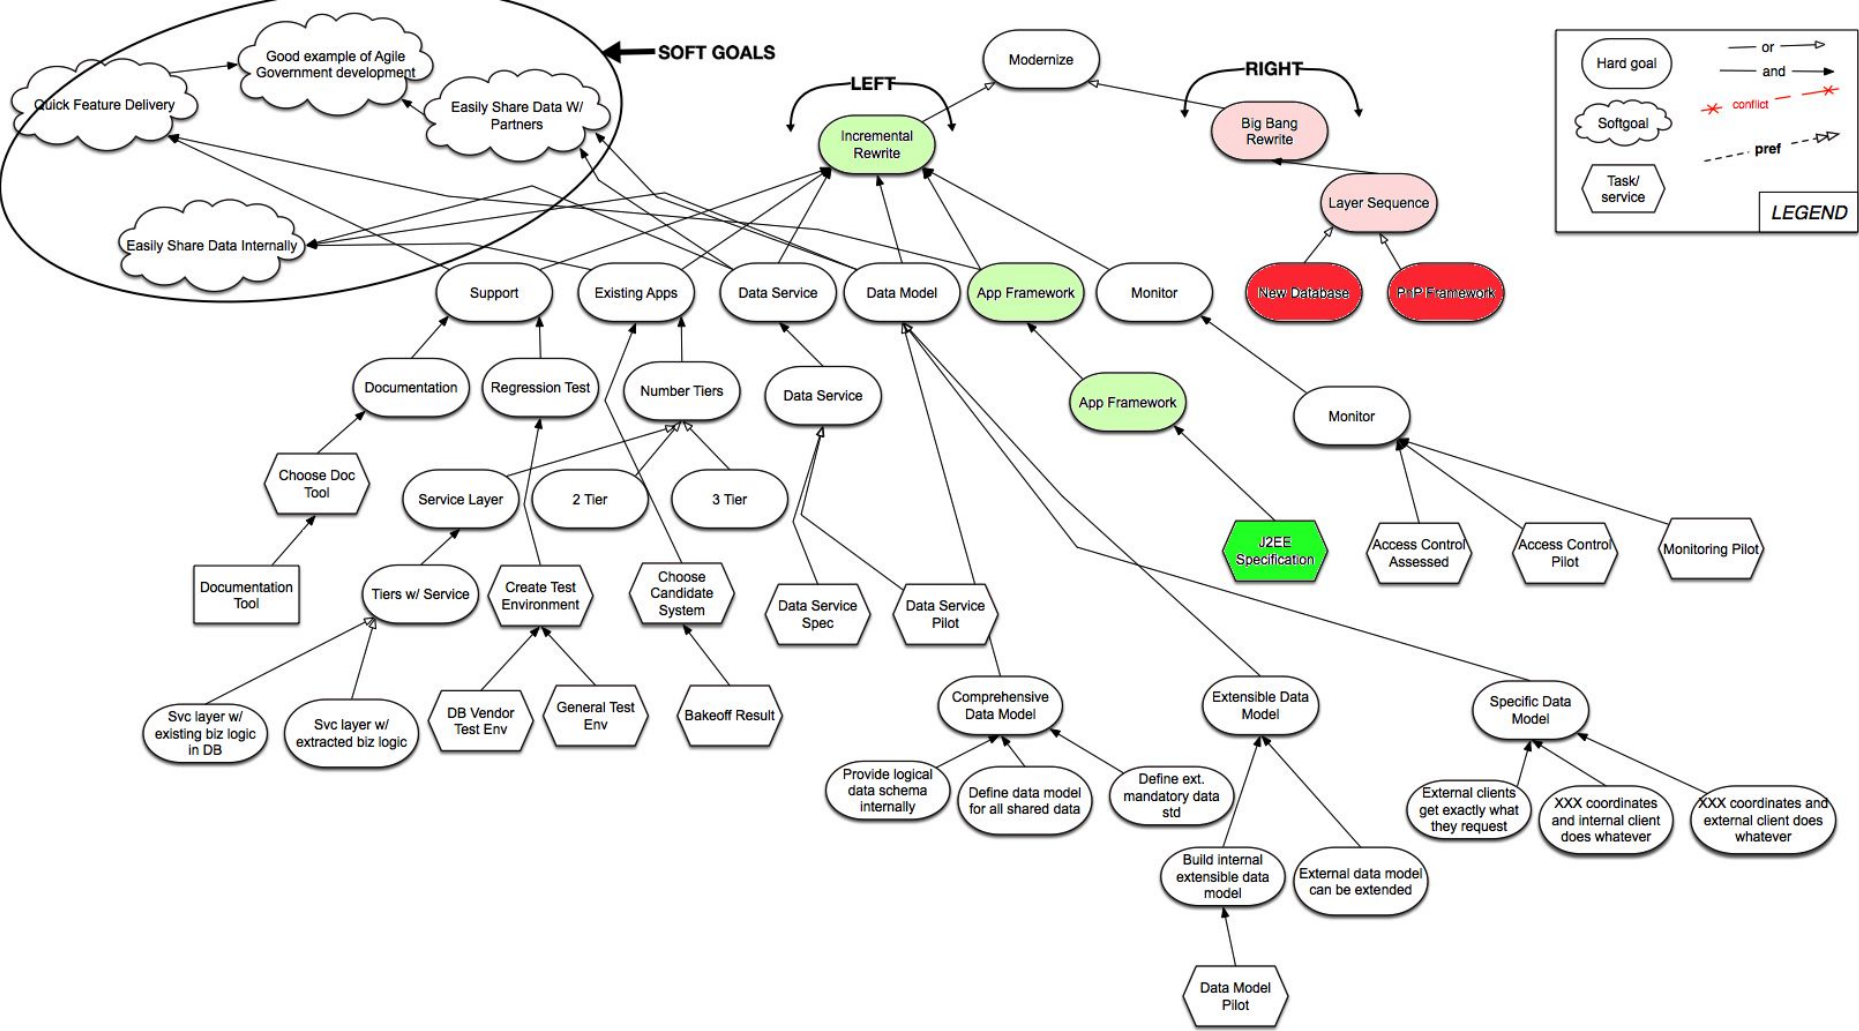 Good example of Agile
Government development
SOFT GOALS
Quick Feature Delivery
Easily Share Data W/
Partners
Easily Share Data Internally
Modernize
LEFT
RIGHT
Incremental
Rewrite
Big Bang
Rewrite
Layer Sequence
Hard goal
or
and
Softgoal
conflict
pref
Task/
service
LEGEND
Support
Existing Apps
Data Service
Data Model
App Framework
Monitor
New Database
PHP Framework
Documentation
Regression Test
Number Tiers
Data Service
App Framework
Monitor
Choose Doc
Tool
Service Layer
2 Tier
3 Tier
J2EE
Specification
Access Control
Assessed
Access Control
Pilot
Monitoring Pilot
Documentation
Tool
Tiers w/ Service
Create Test
Environment
Choose
Candidate
System
Data Service
Spec
Data Service
Pilot
Svc layer w/
existing biz logic
in DB
Svc layer w/
extracted biz logic
DB Vendor
Test Env
General Test
Env
Bakeoff Result
Comprehensive
Data Model
Extensible Data
Model
Specific Data
Model
Provide logical
data schema
internally
Define data model
for all shared data
Define ext.
mandatory data
std
External clients
get exactly what
they request
XXX coordinates
and internal client
does whatever
XXX coordinates and
external client does
whatever
Build internal
extensible data
model
External data model
can be extended
Data Model
Pilot